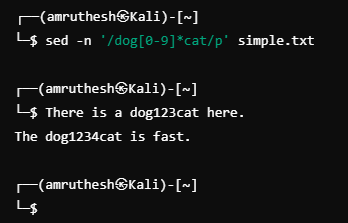 ┌──(amruthesh㉿Kali)-[~]
└─$ sed -n '/dog[0-9]*cat/p' simple.txt
┌──(amruthesh㉿Kali)-[~]
└─$ There is a dog123cat here.
The dog1234cat is fast.
┌──(amruthesh㉿Kali)-[~]
└─$